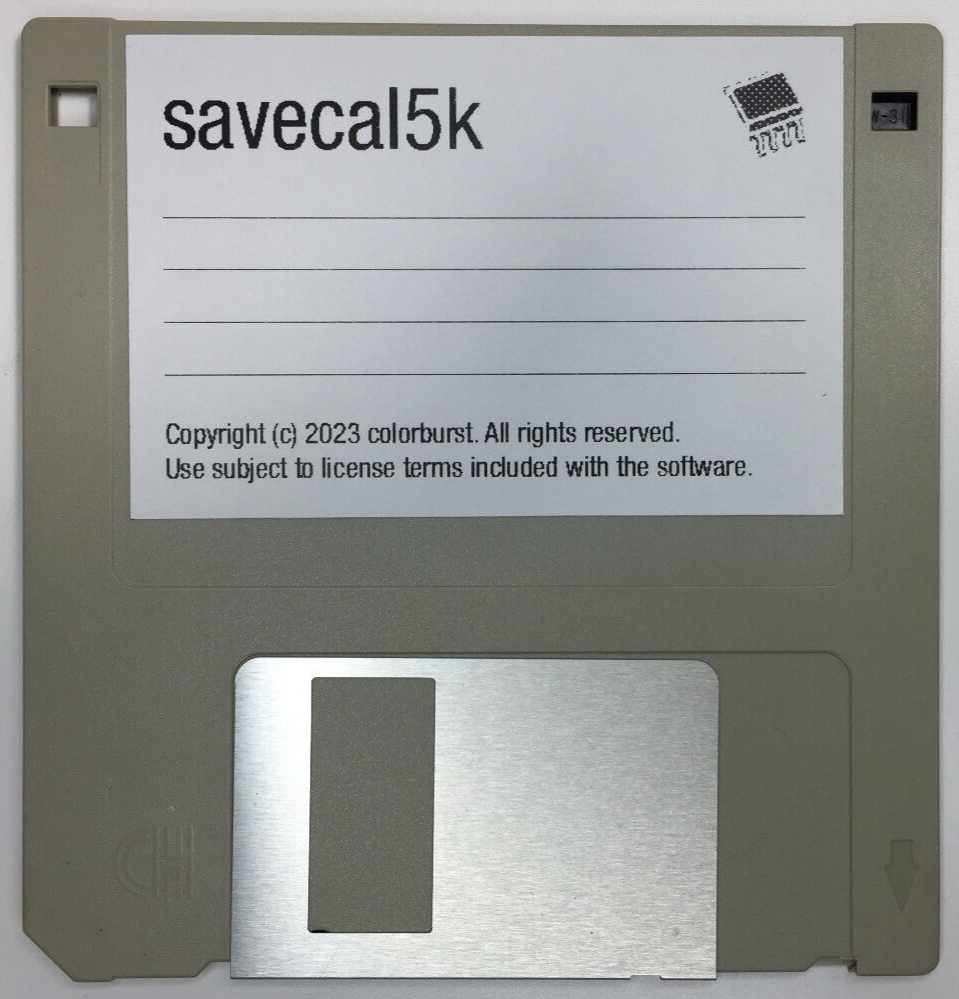 savecal5k
Copyright (c) 2023 colorburst. All rights reserved.
Use subject to license terms included with the software.